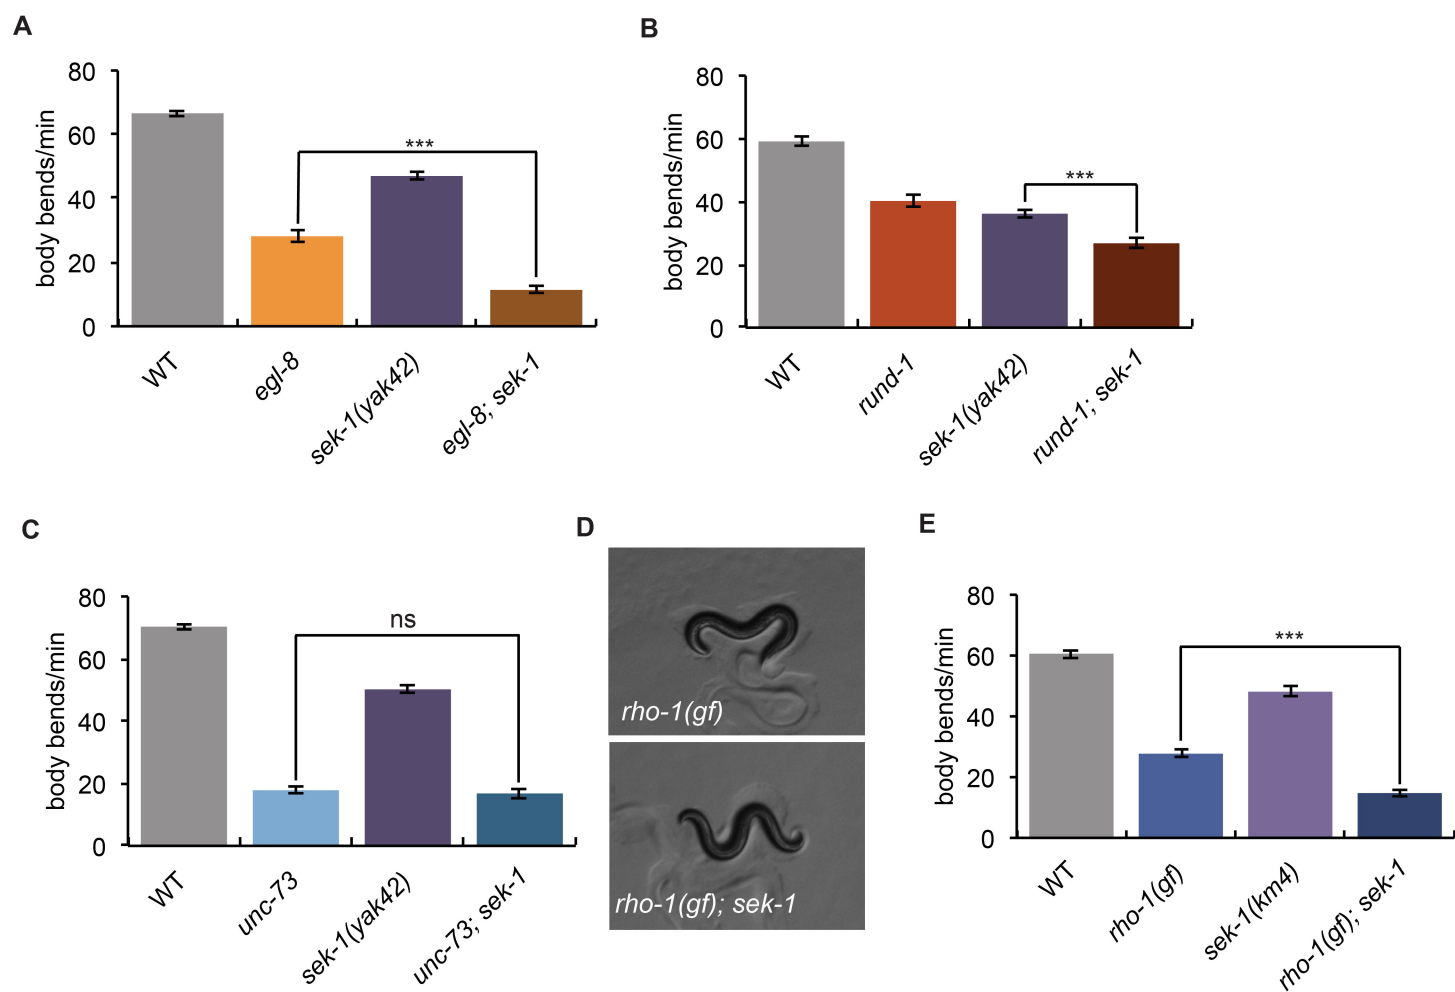 A
body bends/min
80
60
40
20
0
***
WT
egl-8
sek-1(yak42)
egl-8; sek-1
B
body bends/min
80
60
40
20
0
***
WT
rund-1
sek-1(yak42)
rund-1; sek-1
C
body bends/min
80
60
40
20
0
ns
WT
unc-73
sek-1(yak42)
unc-73; sek-1
D
rho-1(gf)
rho-1(gf); sek-1
E
body bends/min
80
60
40
20
0
***
WT
rho-1(gf)
sek-1(km4)
rho-1(gf); sek-1